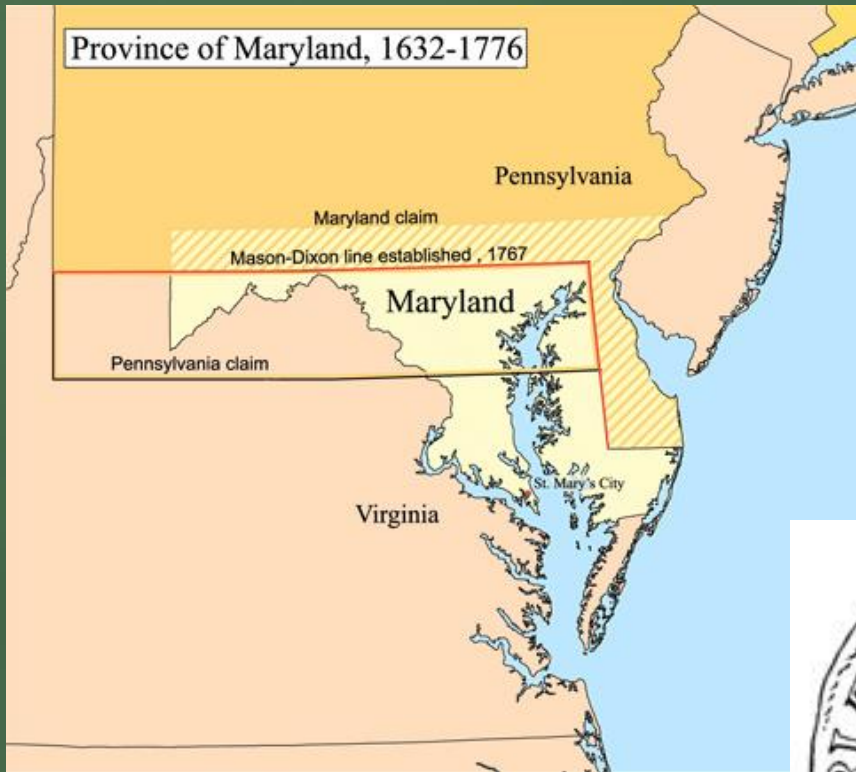 Province of Maryland, 1632-1776
Pennsylvania
Maryland claim
Mason-Dixon line established , 1767
Maryland
Pennsylvania claim
St. Mary's City
Virginia